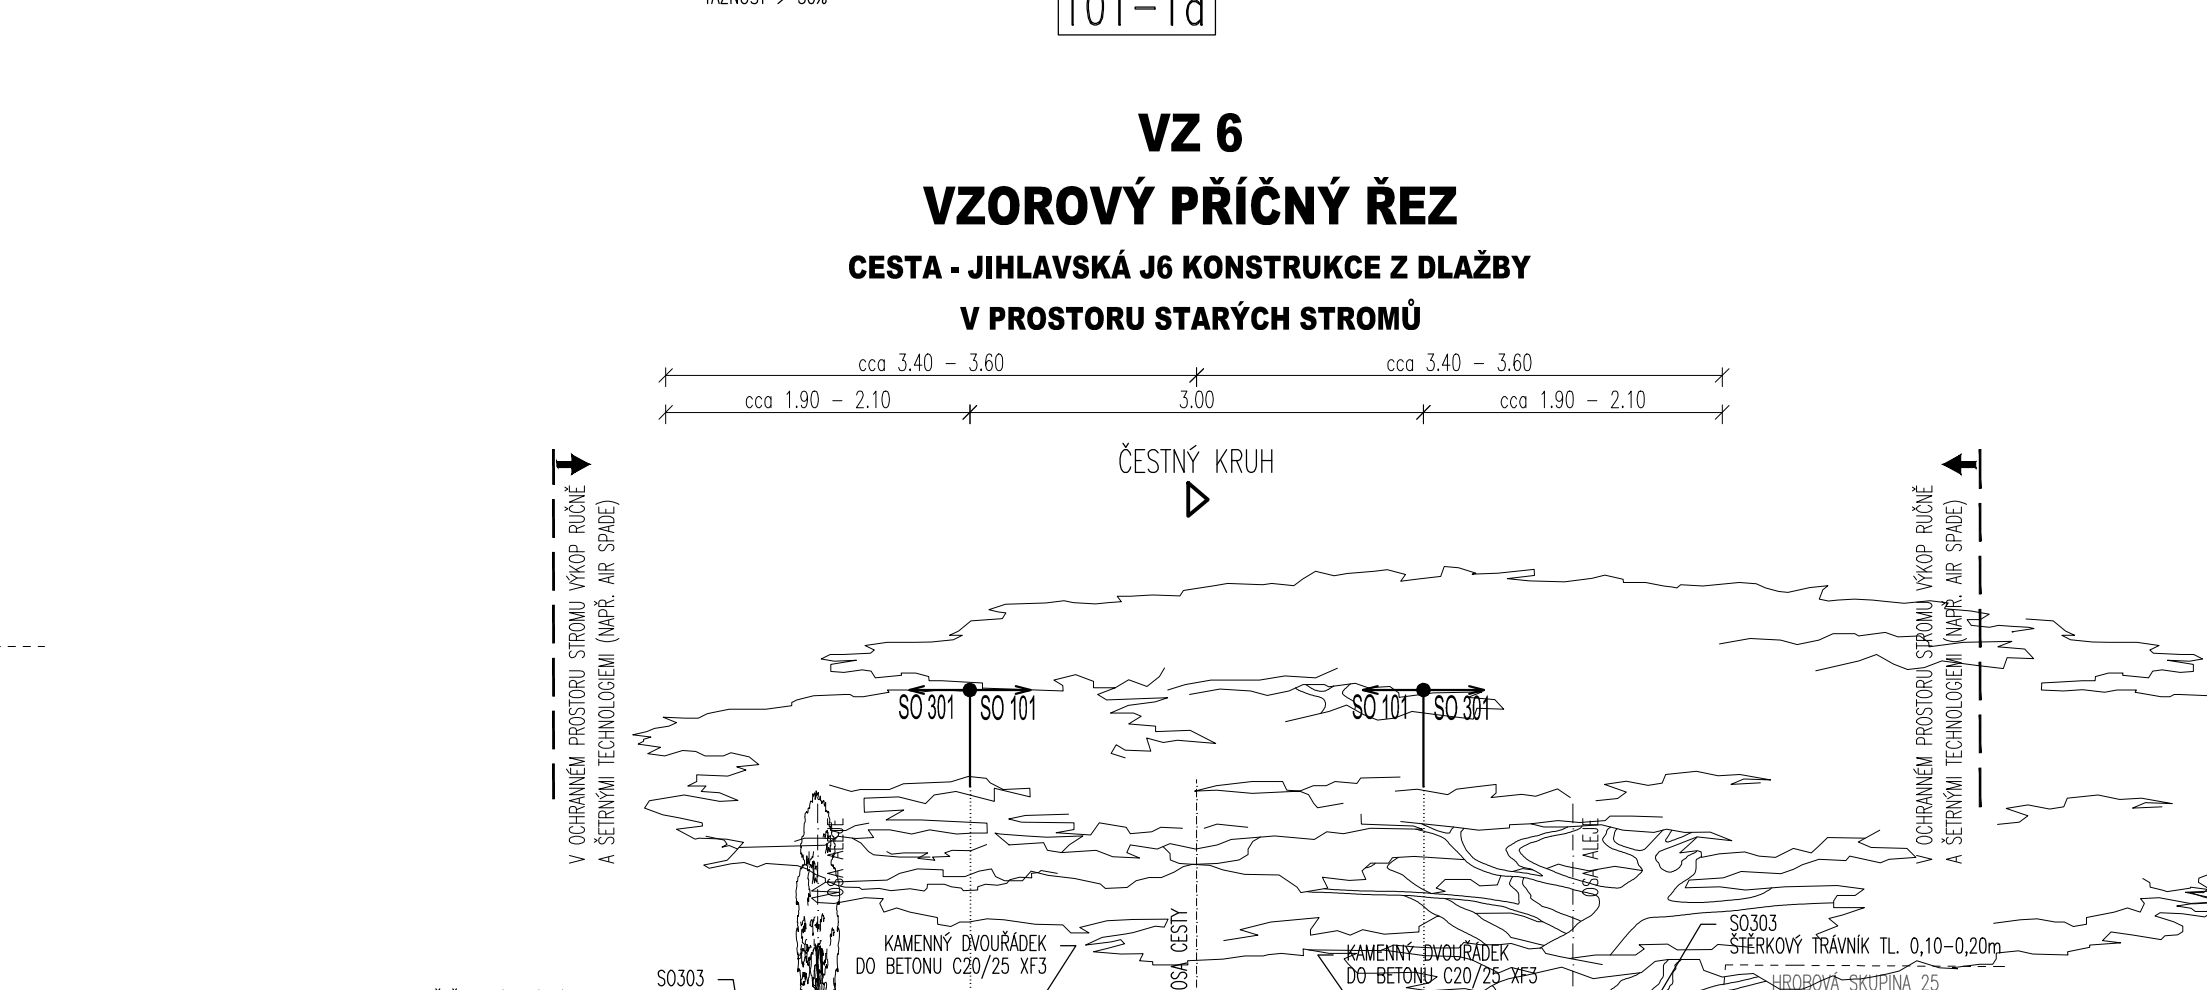 101-1d
VZ 6
VZOROVÝ PŘÍČNÝ ŘEZ
CESTA - JIHLAVSKÁ J6 KONSTRUKCE Z DLAŽBY
V PROSTORU STARÝCH STROMŮ
cca 3.40 - 3.60
cca 3.40 - 3.60
cca 1.90 - 2.10
3.00
cca 1.90 - 2.10
ČESTNÝ KRUH
V OCHRANNÉM PROSTORU STROMU VÝKOP RUČNĚ
A ŠETRNÝMI TECHNOLOGIEMI (NAPŘ. AIR SPADE)
V OCHRANNÉM PROSTORU STROMU VÝKOP RUČNĚ
A ŠETRNÝMI TECHNOLOGIEMI (NAPŘ. AIR SPADE)
SO 301
SO 101
SO 101
SO 301
OSA ALEJE
OSA ALEJE
OSA CESTY
KAMENNÝ DVOUŘÁDEK
DO BETONU C20/25 XF3
KAMENNÝ DVOUŘÁDEK
DO BETONU C20/25 XF3
SO303
ŠTĚRKOVÝ TRÁVNÍK TL. 0,10-0,20m
HROBOVÁ SKUPINA 25
SO303